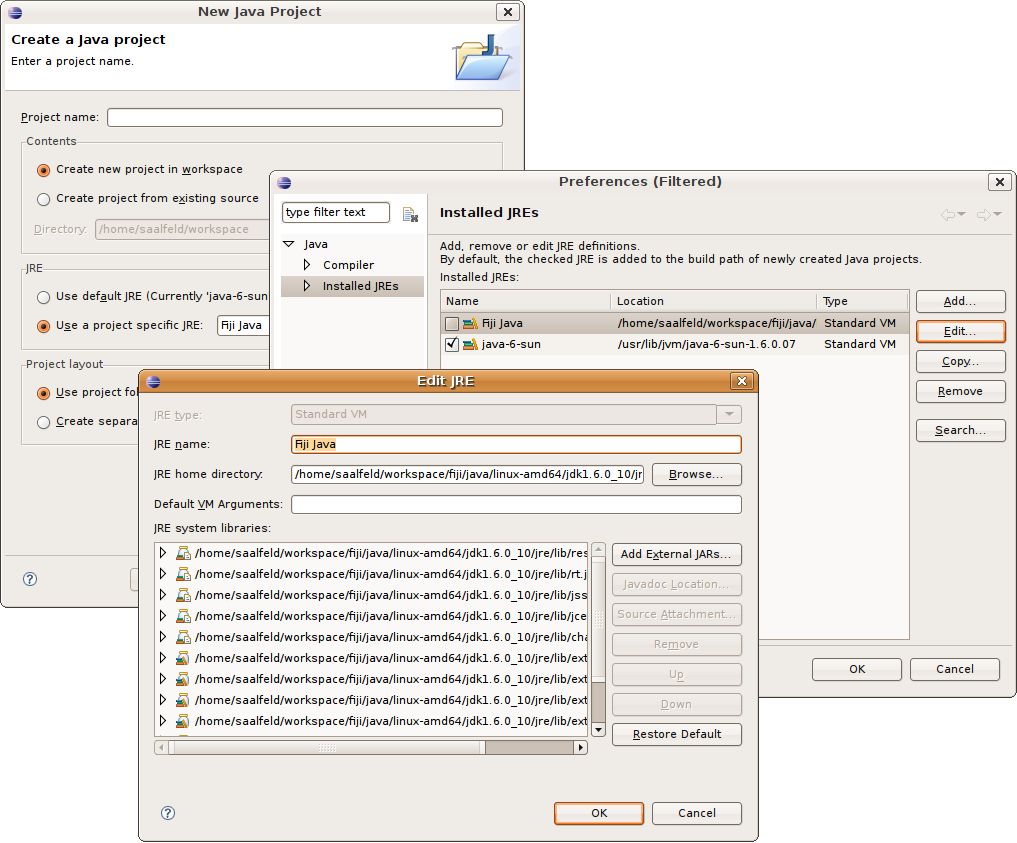 New Java Project
Create a Java project
Enter a project name.
Project name:
Contents
Create new project in workspace
Create project from existing source
Directory: /home/saalfeld/workspace
JRE
Use default JRE (Currently 'java-6-sun
Use a project specific JRE: Fiji Java
Project layout
Use project fol
Create separa
Preferences (Filtered)
type filter text
Java
Compiler
Installed JREs
Installed JREs
Add, remove or edit JRE definitions.
By default, the checked JRE is added to the build path of newly created Java projects.
Installed JREs:
Name Location Type
Fiji Java /home/saalfeld/workspace/fiji/java/ Standard VM
java-6-sun /usr/lib/jvm/java-6-sun-1.6.0.07 Standard VM
Add...
Edit...
Copy...
Remove
Search...
OK Cancel
Edit JRE
JRE type: Standard VM
JRE name: Fiji Java
JRE home directory: /home/saalfeld/workspace/fiji/java/linux-amd64/jdk1.6.0_10/jr Browse...
Default VM Arguments:
JRE system libraries:
/home/saalfeld/workspace/fiji/java/linux-amd64/jdk1.6.0_10/jre/lib/res
/home/saalfeld/workspace/fiji/java/linux-amd64/jdk1.6.0_10/jre/lib/rt.j
/home/saalfeld/workspace/fiji/java/linux-amd64/jdk1.6.0_10/jre/lib/jss
/home/saalfeld/workspace/fiji/java/linux-amd64/jdk1.6.0_10/jre/lib/jce
/home/saalfeld/workspace/fiji/java/linux-amd64/jdk1.6.0_10/jre/lib/cha
/home/saalfeld/workspace/fiji/java/linux-amd64/jdk1.6.0_10/jre/lib/ext
/home/saalfeld/workspace/fiji/java/linux-amd64/jdk1.6.0_10/jre/lib/ext
/home/saalfeld/workspace/fiji/java/linux-amd64/jdk1.6.0_10/jre/lib/ext
/home/saalfeld/workspace/fiji/java/linux-amd64/jdk1.6.0_10/jre/lib/ext
Add External JARs...
Javadoc Location...
Source Attachment...
Remove
Up
Down
Restore Default
OK Cancel